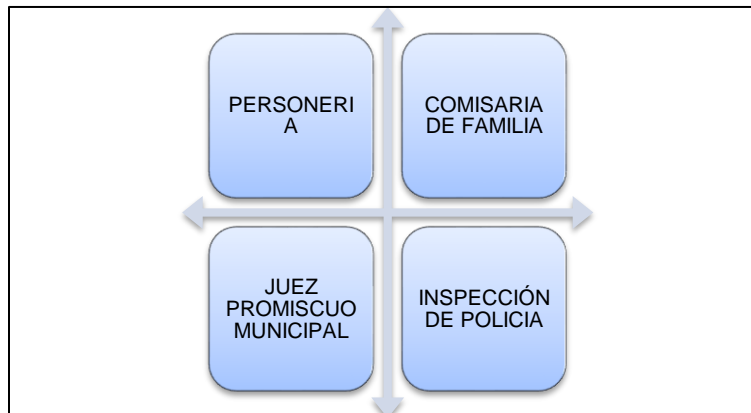 PERSONERI
A
COMISARIA
DE FAMILIA
JUEZ
PROMISCUO
MUNICIPAL
INSPECCIÓN
DE POLICIA